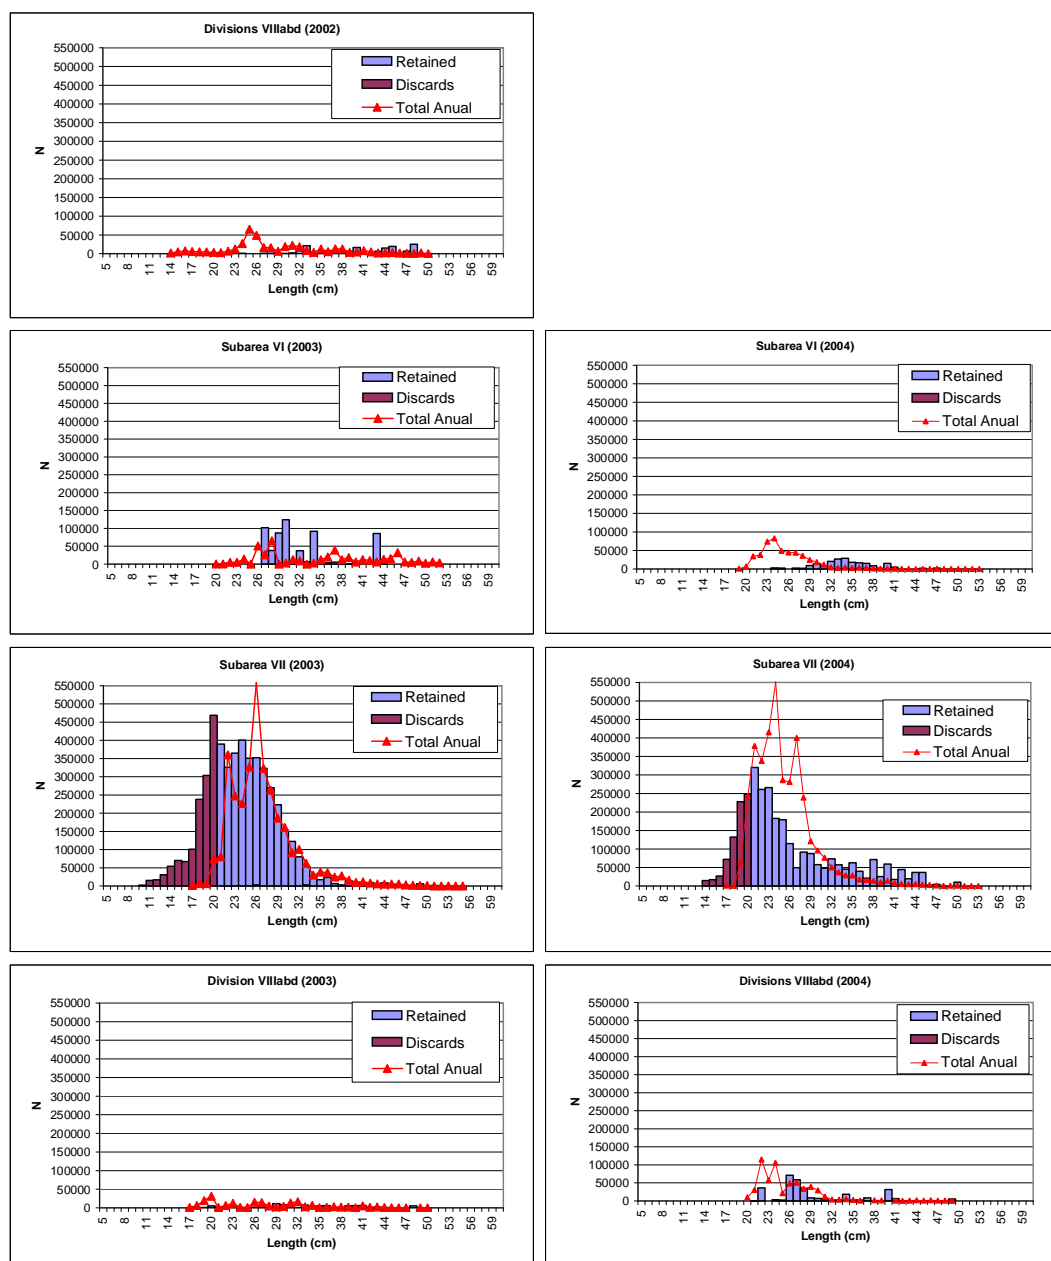 Divisions VIIIabd (2002)
550000
500000
450000
400000
350000
300000
250000
200000
150000
100000
50000
0
N
Retained
Discards
Total Anual
5 8 11 14 17 20 23 26 29 32 35 38 41 44 47 50 53 56 59
Length (cm)
Subarea VI (2003)
550000
500000
450000
400000
350000
300000
250000
200000
150000
100000
50000
0
N
Retained
Discards
Total Anual
5 8 11 14 17 20 23 26 29 32 35 38 41 44 47 50 53 56 59
Length (cm)
Subarea VI (2004)
550000
500000
450000
400000
350000
300000
250000
200000
150000
100000
50000
0
N
Retained
Discards
Total Anual
5 8 11 14 17 20 23 26 29 32 35 38 41 44 47 50 53 56 59
Length (cm)
Subarea VII (2003)
550000
500000
450000
400000
350000
300000
250000
200000
150000
100000
50000
0
N
Retained
Discards
Total Anual
5 8 11 14 17 20 23 26 29 32 35 38 41 44 47 50 53 56 59
Length (cm)
Subarea VII (2004)
550000
500000
450000
400000
350000
300000
250000
200000
150000
100000
50000
0
N
Retained
Discards
Total Anual
5 8 11 14 17 20 23 26 29 32 35 38 41 44 47 50 53 56 59
Length (cm)
Division VIIIabd (2003)
550000
500000
450000
400000
350000
300000
250000
200000
150000
100000
50000
0
N
Retained
Discards
Total Anual
5 8 11 14 17 20 23 26 29 32 35 38 41 44 47 50 53 56 59
Length (cm)
Divisions VIIIabd (2004)
550000
500000
450000
400000
350000
300000
250000
200000
150000
100000
50000
0
N
Retained
Discards
Total Anual
5 8 11 14 17 20 23 26 29 32 35 38 41 44 47 50 53 56 59
Length (cm)